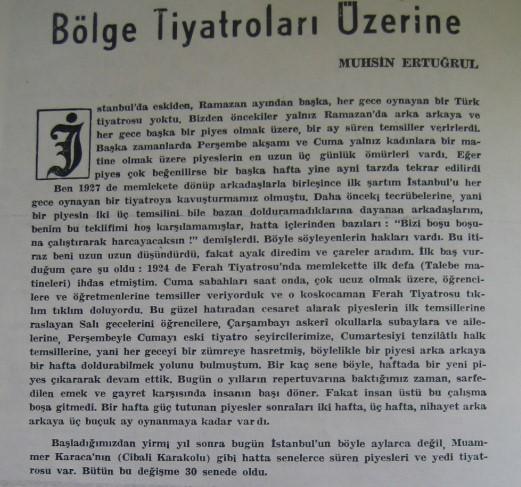 Bölge Tiyatroları Üzerine
MUHSİN ERTUĞRUL
İstanbul'da eskiden, Ramazan ayından başka, her gece oynayan bir Türk
tiyatrosu yoktu. Bizden öncekiler yalnız Ramazan'da arka arkaya ve
her gece başka bir piyes olmak üzere, bir ay süren temsiller verirlerdi.
Başka zamanlarda Perşembe akşamı ve Cuma yalnız kadınlara bir ma-
tine olmak üzere piyeslerin en uzun üç günlük ömürleri vardı. Eğer
piyes çok beğenilirse bir başka hafta yine ayni tarzda tekrar edilirdi
Ben 1927 de memlekete dönüp arkadaşlarla birleşince ilk şartım İstanbul'u her
gece oynayan bir tiyatroya kavuşturmamız olmuştu. Daha önceki tecrübelerine, yani
bir piyesin iki üç temsilini bile bazan dolduramadıklarına dayanan arkadaşlarım,
benim bu teklifimi hoş karşılamamışlar, hatta içlerinden bazıları : "Bizi boşu boşu-
na çalıştırarak harcayacaksın !" demişlerdi. Böyle söyleyenlerin hakları vardı. Bu iti-
raz beni uzun uzun düşündürdü, fakat ayak diredim ve çareler aradım. İlk baş vur-
duğum çare şu oldu : 1924 de Ferah Tiyatrosu'nda memlekette ilk defa (Talebe ma-
tineleri) ihdas etmiştim. Cuma sabahları saat onda, çok ucuz olmak üzere, öğrenci-
lere ve öğretmenlerine temsiller veriyorduk ve o koskocaman Ferah Tiyatrosu tık-
lım tıklım doluyordu. Bu güzel hatıradan cesaret alarak piyeslerin ilk temsillerine
raslayan Salı gecelerini öğrencilere, Çarşambayı askerî okullarla subaylara ve aile-
lerine, Perşembeyle Cumayı eski tiyatro seyircilerimize, Cumartesiyi tenzilâtlı halk
temsillerine, yani her geceyi bir zümreye hasretmiş, böylelikle bir piyesi arka arkaya
bir hafta doldurabilmek yolunu bulmuştum. Bir kaç sene böyle, haftada bir yeni pi-
yes çıkararak devam ettik. Bugün o yılların repertuvarına baktığımız zaman, sarfe-
dilen emek ve gayret karşısında insanın başı döner. Fakat insan üstü bu çalışma
boşa gitmedi. Bir hafta güç tutunan piyesler sonraları iki hafta, üç hafta, nihayet arka
arkaya üç buçuk ay oynanmaya kadar vardı.
Başladığımızdan yirmi yıl sonra bugün İstanbul'un böyle aylarca değil, Muam-
mer Karaca'nın (Cibali Karakolu) gibi hatta senelerce süren piyesleri ve yedi tiyat-
rosu var. Bütün bu değişme 30 senede oldu.